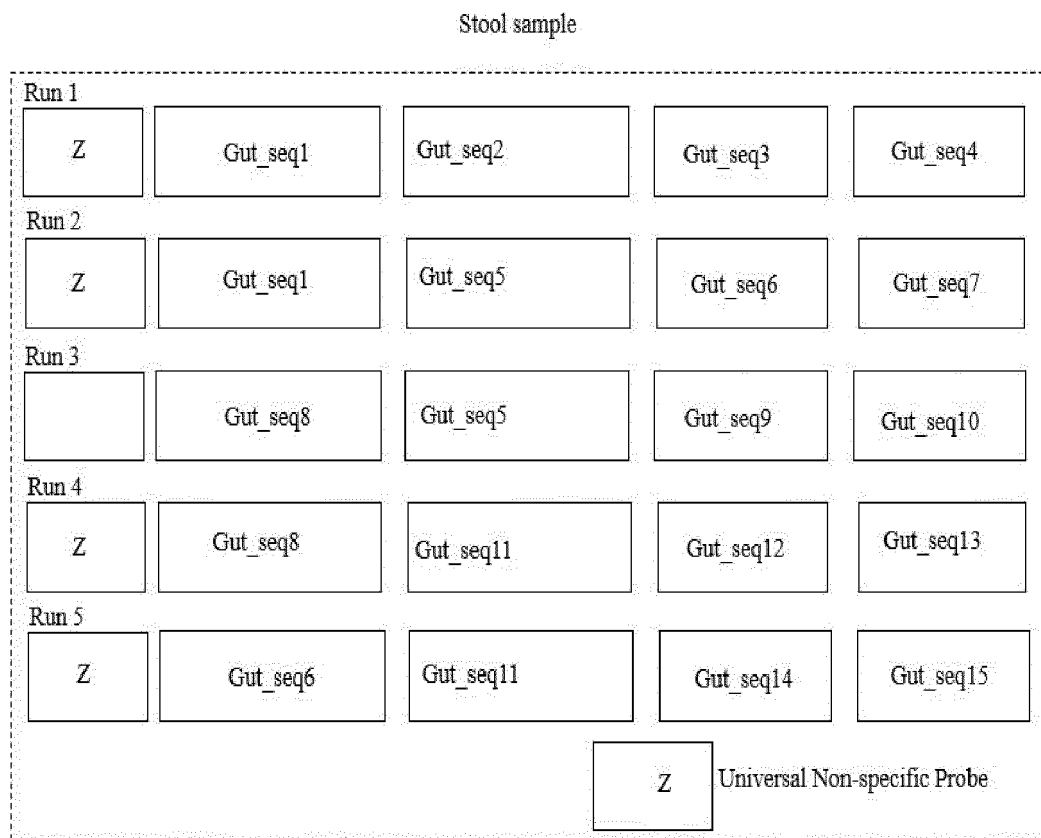 Stool sample
Run 1
Z Gut_seq1 Gut_seq2 Gut_seq3 Gut_seq4
Run 2
Z Gut_seq1 Gut_seq5 Gut_seq6 Gut_seq7
Run 3
Gut_seq8 Gut_seq5 Gut_seq9 Gut_seq10
Run 4
Z Gut_seq8 Gut_seq11 Gut_seq12 Gut_seq13
Run 5
Z Gut_seq6 Gut_seq11 Gut_seq14 Gut_seq15
Z Universal Non-specific Probe